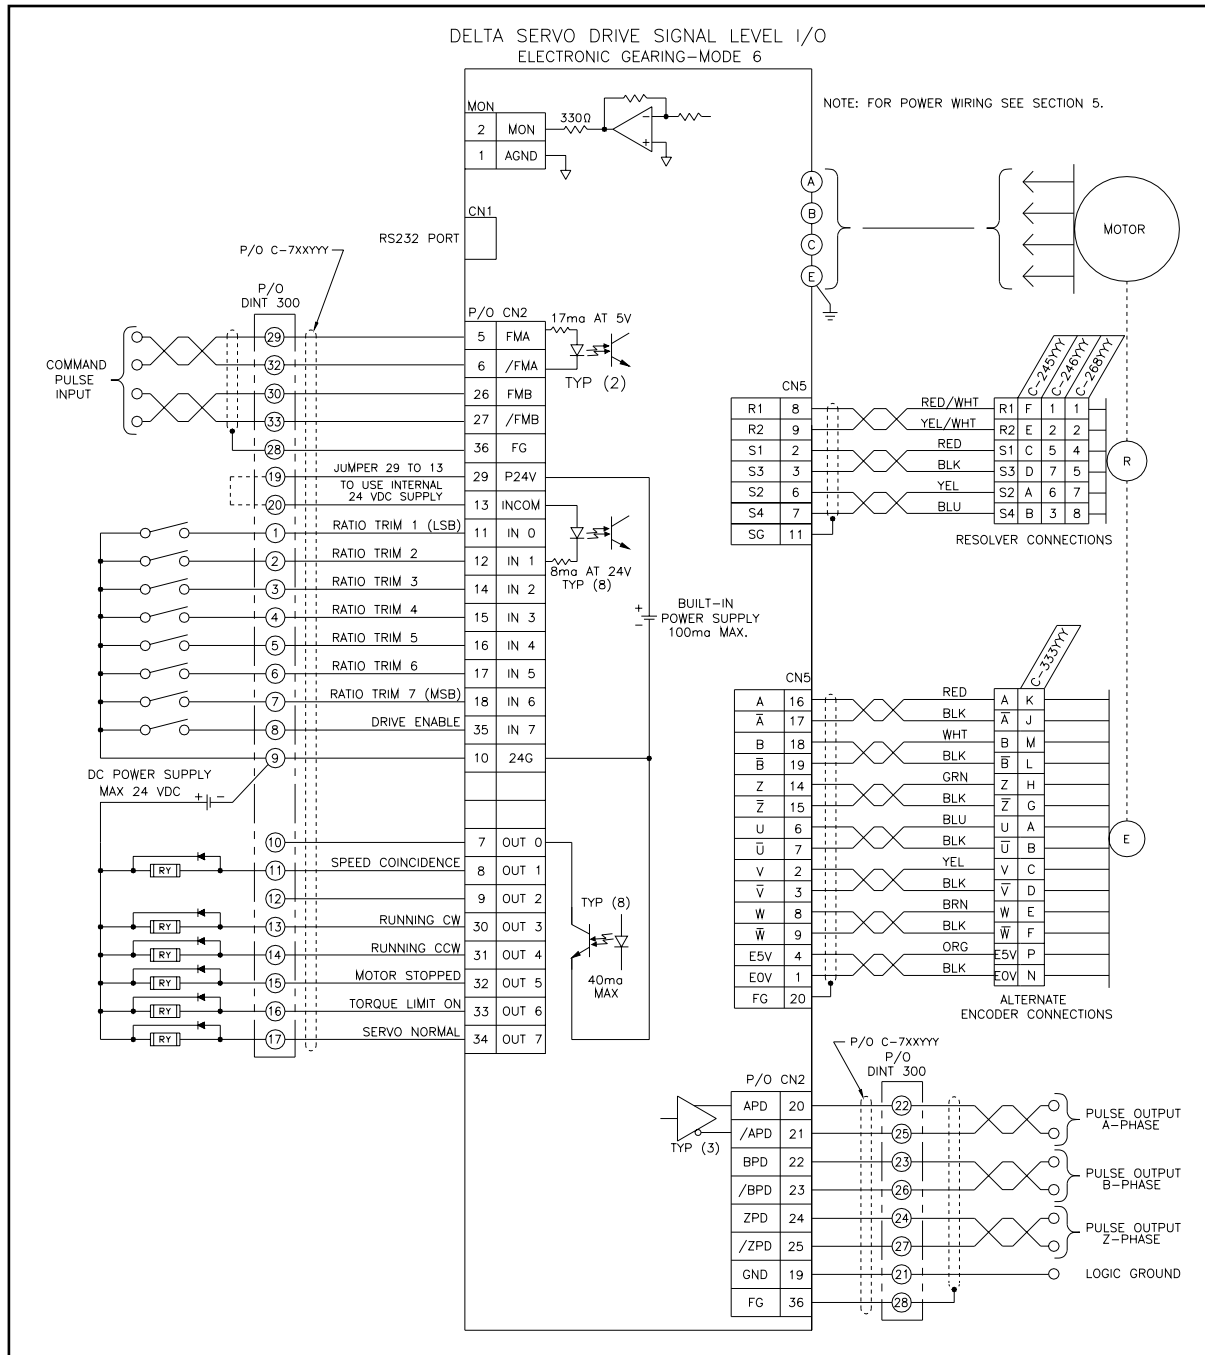 DELTA SERVO DRIVE SIGNAL LEVEL I/O
ELECTRONIC GEARING-MODE 6
NOTE: FOR POWER WIRING SEE SECTION 5.
MON
2 MON
1 AGND
330Ω
- +
CN1
RS232 PORT
A
B
C
E
MOTOR
P/O C-7XXYYY
P/O
DINT 300
P/O CN2
COMMAND
PULSE
INPUT
29 5 FMA
32 6 /FMA
30 26 FMB
33 27 /FMB
28 36 FG
19 JUMPER 29 TO 13 29 P24V
TO USE INTERNAL
24 VDC SUPPLY
20 13 INCOM
1 RATIO TRIM 1 (LSB) 11 IN 0
2 RATIO TRIM 2 12 IN 1
3 RATIO TRIM 3 14 IN 2
4 RATIO TRIM 4 15 IN 3
5 RATIO TRIM 5 16 IN 4
6 RATIO TRIM 6 17 IN 5
7 RATIO TRIM 7 (MSB) 18 IN 6
8 DRIVE ENABLE 35 IN 7
9 10 24G
DC POWER SUPPLY
MAX 24 VDC
+ -
10 7 OUT 0
RY 11 SPEED COINCIDENCE 8 OUT 1
12 9 OUT 2
RY 13 RUNNING CW 30 OUT 3
RY 14 RUNNING CCW 31 OUT 4
RY 15 MOTOR STOPPED 32 OUT 5
RY 16 TORQUE LIMIT ON 33 OUT 6
RY 17 SERVO NORMAL 34 OUT 7
17ma AT 5V
TYP (2)
8ma AT 24V
TYP (8)
+ -
BUILT-IN
POWER SUPPLY
100ma MAX.
TYP (8)
40ma
MAX
CN5
C-245YYY
C-246YYY
C-268YYY
R1 8 RED/WHT R1 F 1 1
R2 9 YEL/WHT R2 E 2 2
S1 2 RED S1 C 5 4
S3 3 BLK S3 D 7 5
S2 6 YEL S2 A 6 7
S4 7 BLU S4 B 3 8
SG 11
RESOLVER CONNECTIONS
R
CN5
C-333YYY
A 16 RED A K
A̅ 17 BLK A̅ J
B 18 WHT B M
B̅ 19 BLK B̅ L
Z 14 GRN Z H
Z̅ 15 BLK Z̅ G
U 6 BLU U A
U̅ 7 BLK U̅ B
V 2 YEL V C
V̅ 3 BLK V̅ D
W 8 BRN W E
W̅ 9 BLK W̅ F
E5V 4 ORG E5V P
E0V 1 BLK E0V N
FG 20
ALTERNATE
ENCODER CONNECTIONS
E
P/O C-7XXYYY
P/O
DINT 300
P/O CN2
TYP (3)
APD 20 22
/APD 21 25
PULSE OUTPUT
A-PHASE
BPD 22 23
/BPD 23 26
PULSE OUTPUT
B-PHASE
ZPD 24 24
/ZPD 25 27
PULSE OUTPUT
Z-PHASE
GND 19 21 LOGIC GROUND
FG 36 28